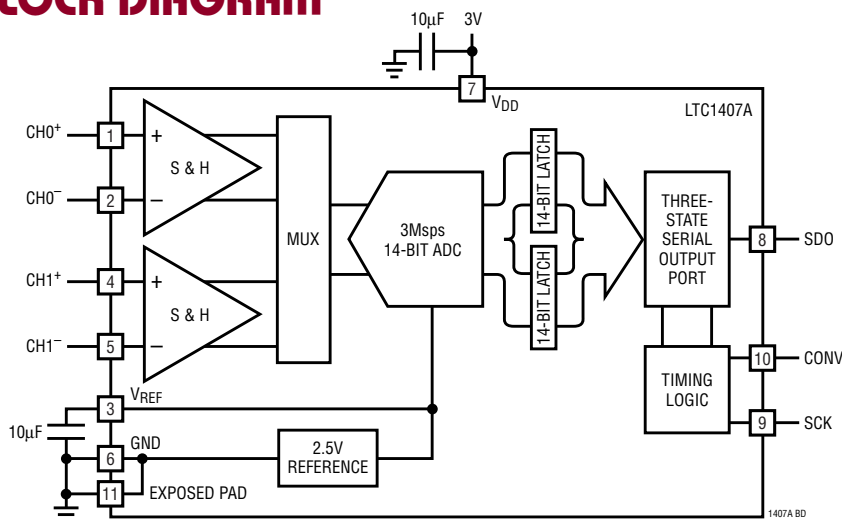 BLOCK DIAGRAM
10µF
3V
7
VDD
LTC1407A
CH0+
1
+
S & H
CH0–
2
–
CH1+
4
+
S & H
CH1–
5
–
MUX
3Msps
14-BIT ADC
14-BIT LATCH
14-BIT LATCH
THREE-
STATE
SERIAL
OUTPUT
PORT
8
SDO
10
CONV
TIMING
LOGIC
9
SCK
3
VREF
10µF
6
GND
2.5V
REFERENCE
11
EXPOSED PAD
1407A BD